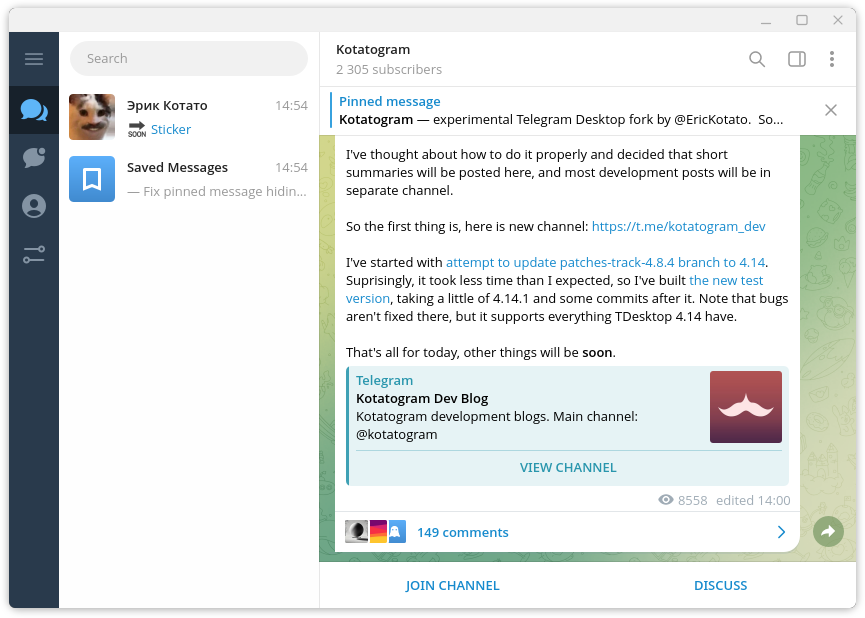 Search
Эрик Котато 14:54
SOON Sticker
Saved Messages 14:54
— Fix pinned message hidin...
Kotatogram
2 305 subscribers
Pinned message
Kotatogram — experimental Telegram Desktop fork by @EricKotato. So...
I've thought about how to do it properly and decided that short
summaries will be posted here, and most development posts will be in
separate channel.
So the first thing is, here is new channel: https://t.me/kotatogram_dev
I've started with attempt to update patches-track-4.8.4 branch to 4.14.
Suprisingly, it took less time than I expected, so I've built the new test
version, taking a little of 4.14.1 and some commits after it. Note that bugs
aren't fixed there, but it supports everything TDesktop 4.14 have.
That's all for today, other things will be soon.
Telegram
Kotatogram Dev Blog
Kotatogram development blogs. Main channel:
@kotatogram
VIEW CHANNEL
8558 edited 14:00
149 comments
JOIN CHANNEL DISCUSS